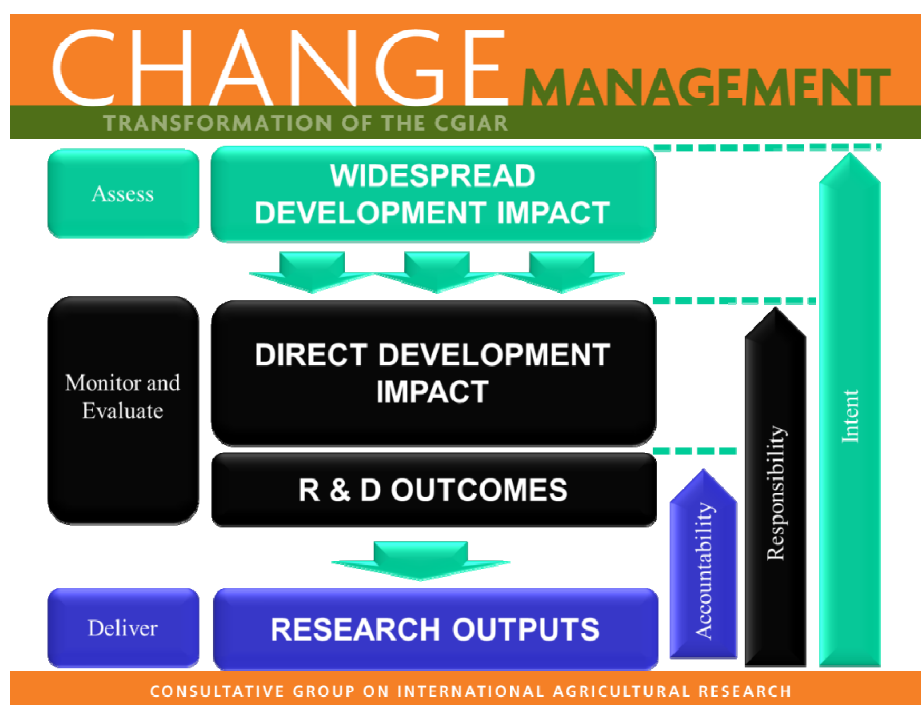 CHANGE MANAGEMENT
TRANSFORMATION OF THE CGIAR
Assess
WIDESPREAD
DEVELOPMENT IMPACT
Monitor and
Evaluate
DIRECT DEVELOPMENT
IMPACT
R & D OUTCOMES
Deliver
RESEARCH OUTPUTS
Accountability
Responsibility
Intent
CONSULTATIVE GROUP ON INTERNATIONAL AGRICULTURAL RESEARCH